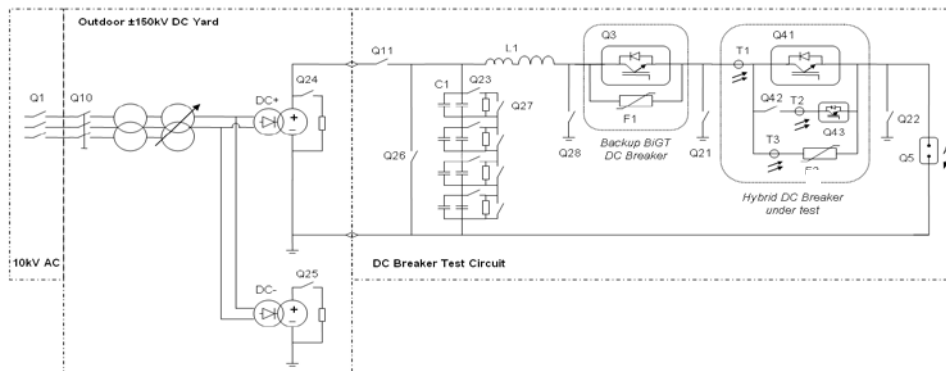 Outdoor ±150kV DC Yard
Q1
Q10
DC+
Q24
Q11
L1
Q3
F1
Backup BiGT
DC Breaker
C1
Q23
Q27
Q26
Q28
Q21
T1
Q41
Q42
T2
Q43
T3
Hybrid DC Breaker
under test
Q22
Q5
10kV AC
DC Breaker Test Circuit
DC-
Q25